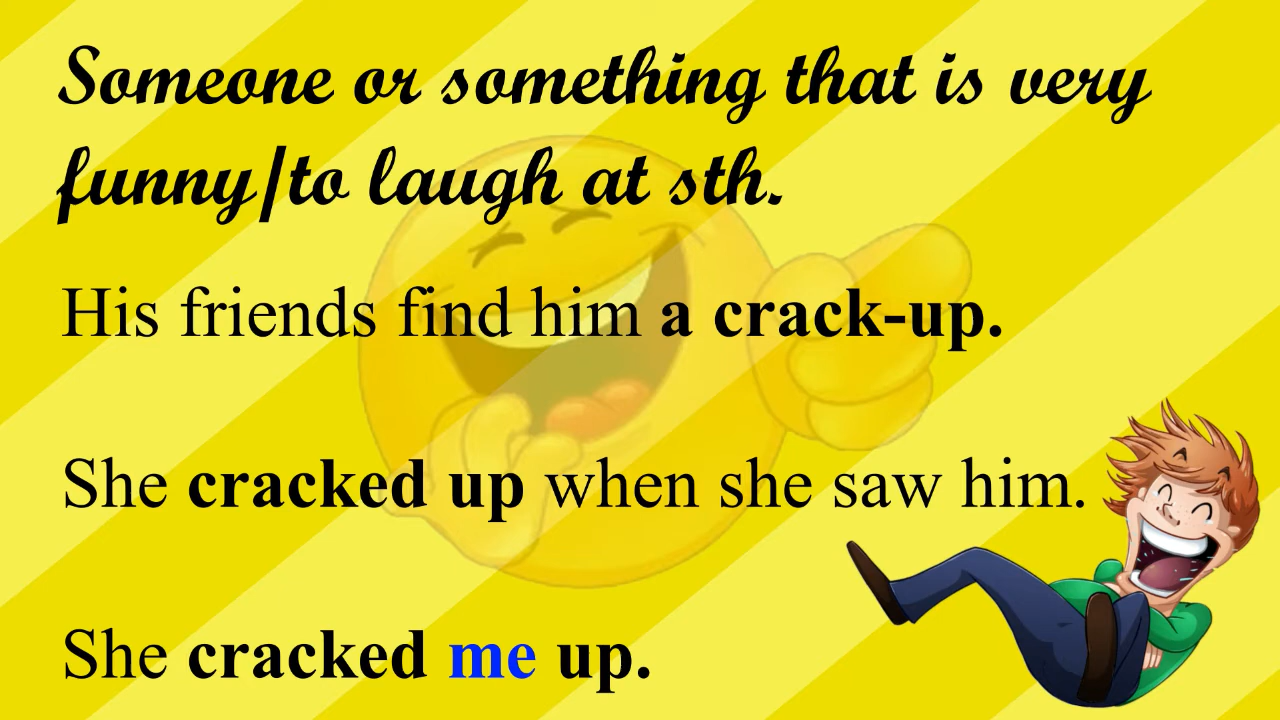 Someone or something that is very
funny/to laugh at sth.
His friends find him a crack-up.
She cracked up when she saw him.
She cracked me up.